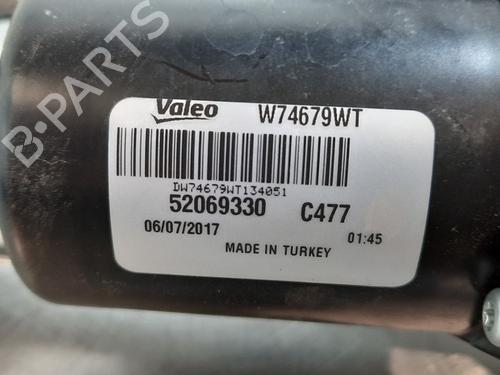 Valeo W74679WT
DW74679WT134051
52069330 C477
06/07/2017 01:45
MADE IN TURKEY
B-PARTS